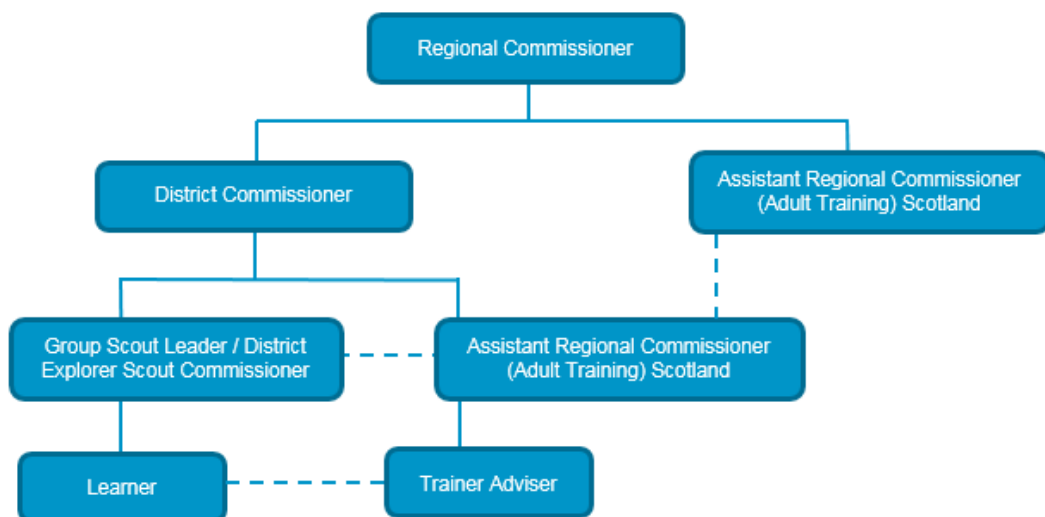 Regional Commissioner
District Commissioner
Assistant Regional Commissioner
(Adult Training) Scotland
Group Scout Leader / District
Explorer Scout Commissioner
Assistant Regional Commissioner
(Adult Training) Scotland
Learner
Trainer Adviser